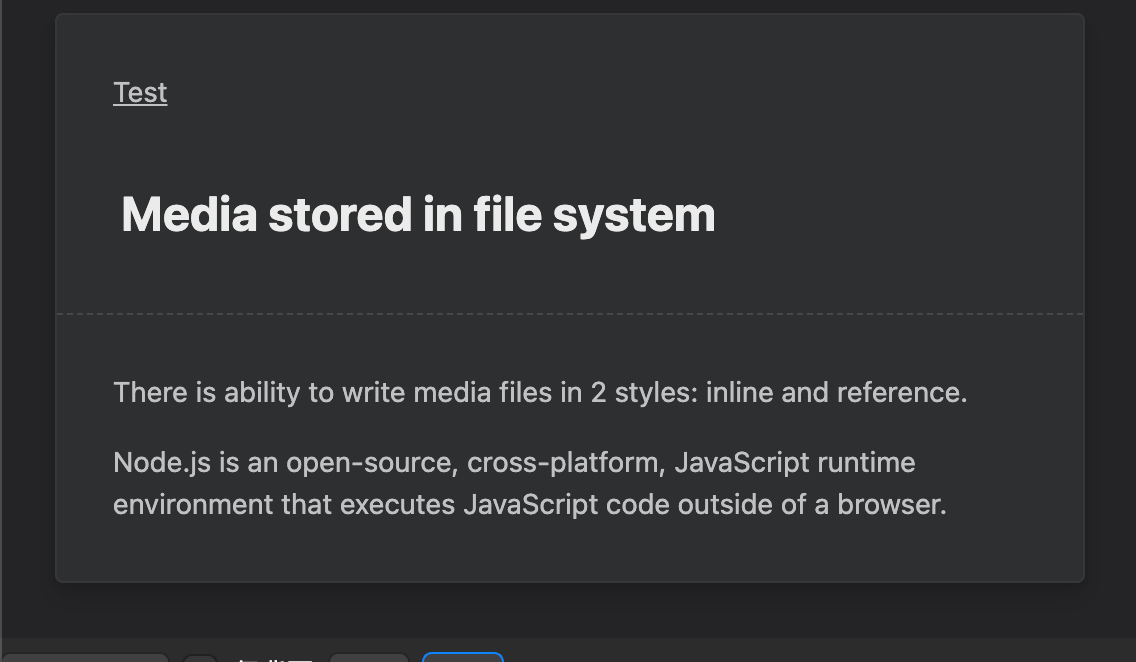 Test
Media stored in file system
There is ability to write media files in 2 styles: inline and reference.
Node.js is an open-source, cross-platform, JavaScript runtime
environment that executes JavaScript code outside of a browser.